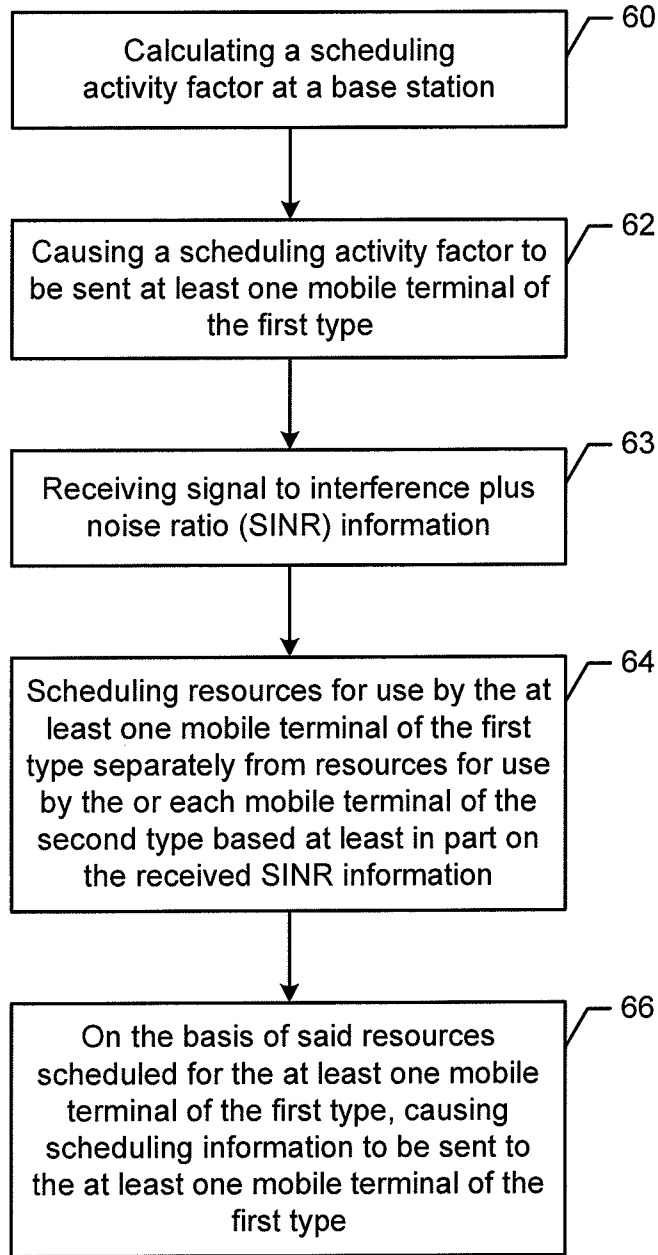 60
Calculating a scheduling
activity factor at a base station
62
Causing a scheduling activity factor to
be sent at least one mobile terminal of
the first type
63
Receiving signal to interference plus
noise ratio (SINR) information
64
Scheduling resources for use by the at
least one mobile terminal of the first
type separately from resources for use
by the or each mobile terminal of the
second type based at least in part on
the received SINR information
66
On the basis of said resources
scheduled for the at least one mobile
terminal of the first type, causing
scheduling information to be sent to
the at least one mobile terminal of the
first type